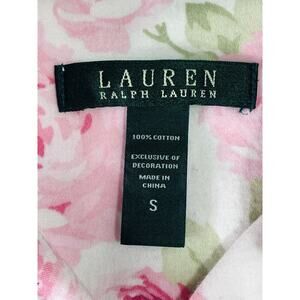 LAUREN
RALPH LAUREN
100% COTTON
EXCLUSIVE OF
DECORATION
MADE IN
CHINA
S